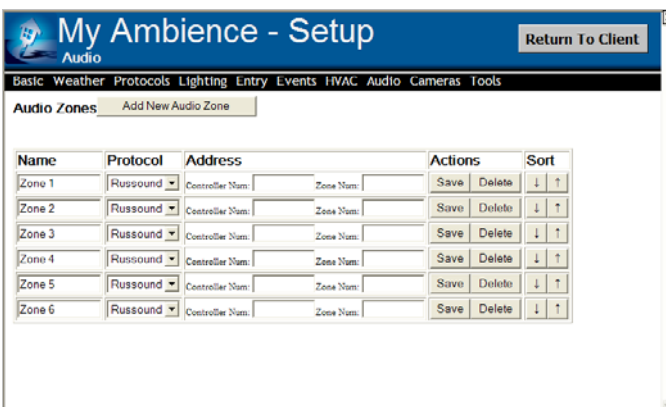 My Ambience - Setup
Audio
Return To Client
Basic Weather Protocols Lighting Entry Events HVAC Audio Cameras Tools
Audio Zones Add New Audio Zone
Name Protocol Address Actions Sort
Zone 1 Russound Controller Num: Zone Num: Save Delete ↓ ↑
Zone 2 Russound Controller Num: Zone Num: Save Delete ↓ ↑
Zone 3 Russound Controller Num: Zone Num: Save Delete ↓ ↑
Zone 4 Russound Controller Num: Zone Num: Save Delete ↓ ↑
Zone 5 Russound Controller Num: Zone Num: Save Delete ↓ ↑
Zone 6 Russound Controller Num: Zone Num: Save Delete ↓ ↑